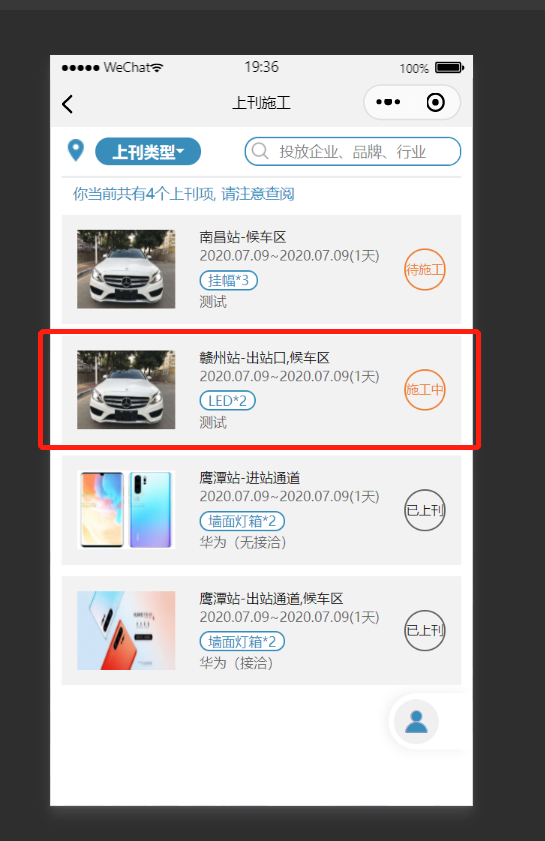 WeChat
19:36
100%
上刊施工
上刊类型
投放企业、品牌、行业
你当前共有4个上刊项, 请注意查阅
南昌站-候车区
2020.07.09~2020.07.09(1天)
挂幅*3
测试
待施工
赣州站-出站口,候车区
2020.07.09~2020.07.09(1天)
LED*2
测试
施工中
鹰潭站-进站通道
2020.07.09~2020.07.09(1天)
墙面灯箱*2
华为（无接洽）
已上刊
鹰潭站-出站通道,候车区
2020.07.09~2020.07.09(1天)
墙面灯箱*2
华为（接洽）
已上刊